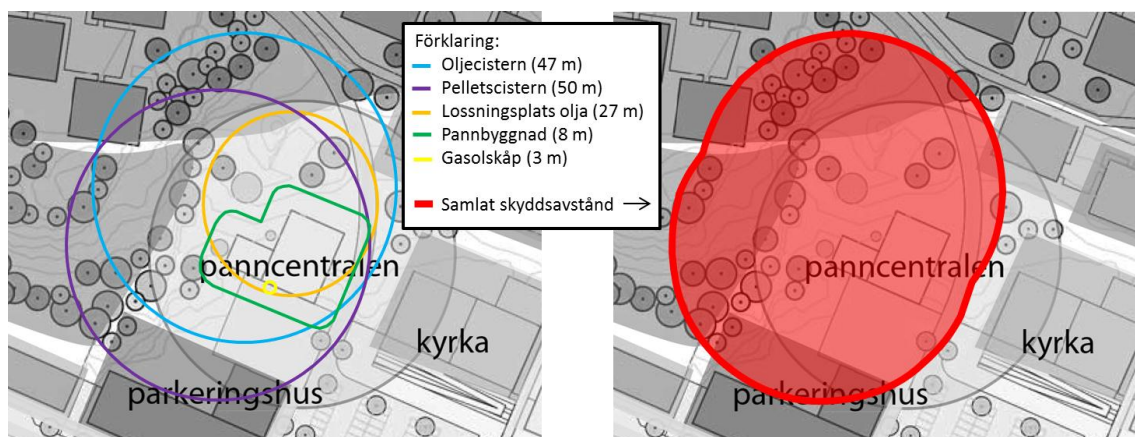 Förklaring:
Oljecistern (47 m)
Pelletscistern (50 m)
Lossningsplats olja (27 m)
Pannbyggnad (8 m)
Gasolskåp (3 m)
Samlat skyddsavstånd
panncentralen
kyrka
parkeringshus
panncentralen
kyrka
parkeringshus